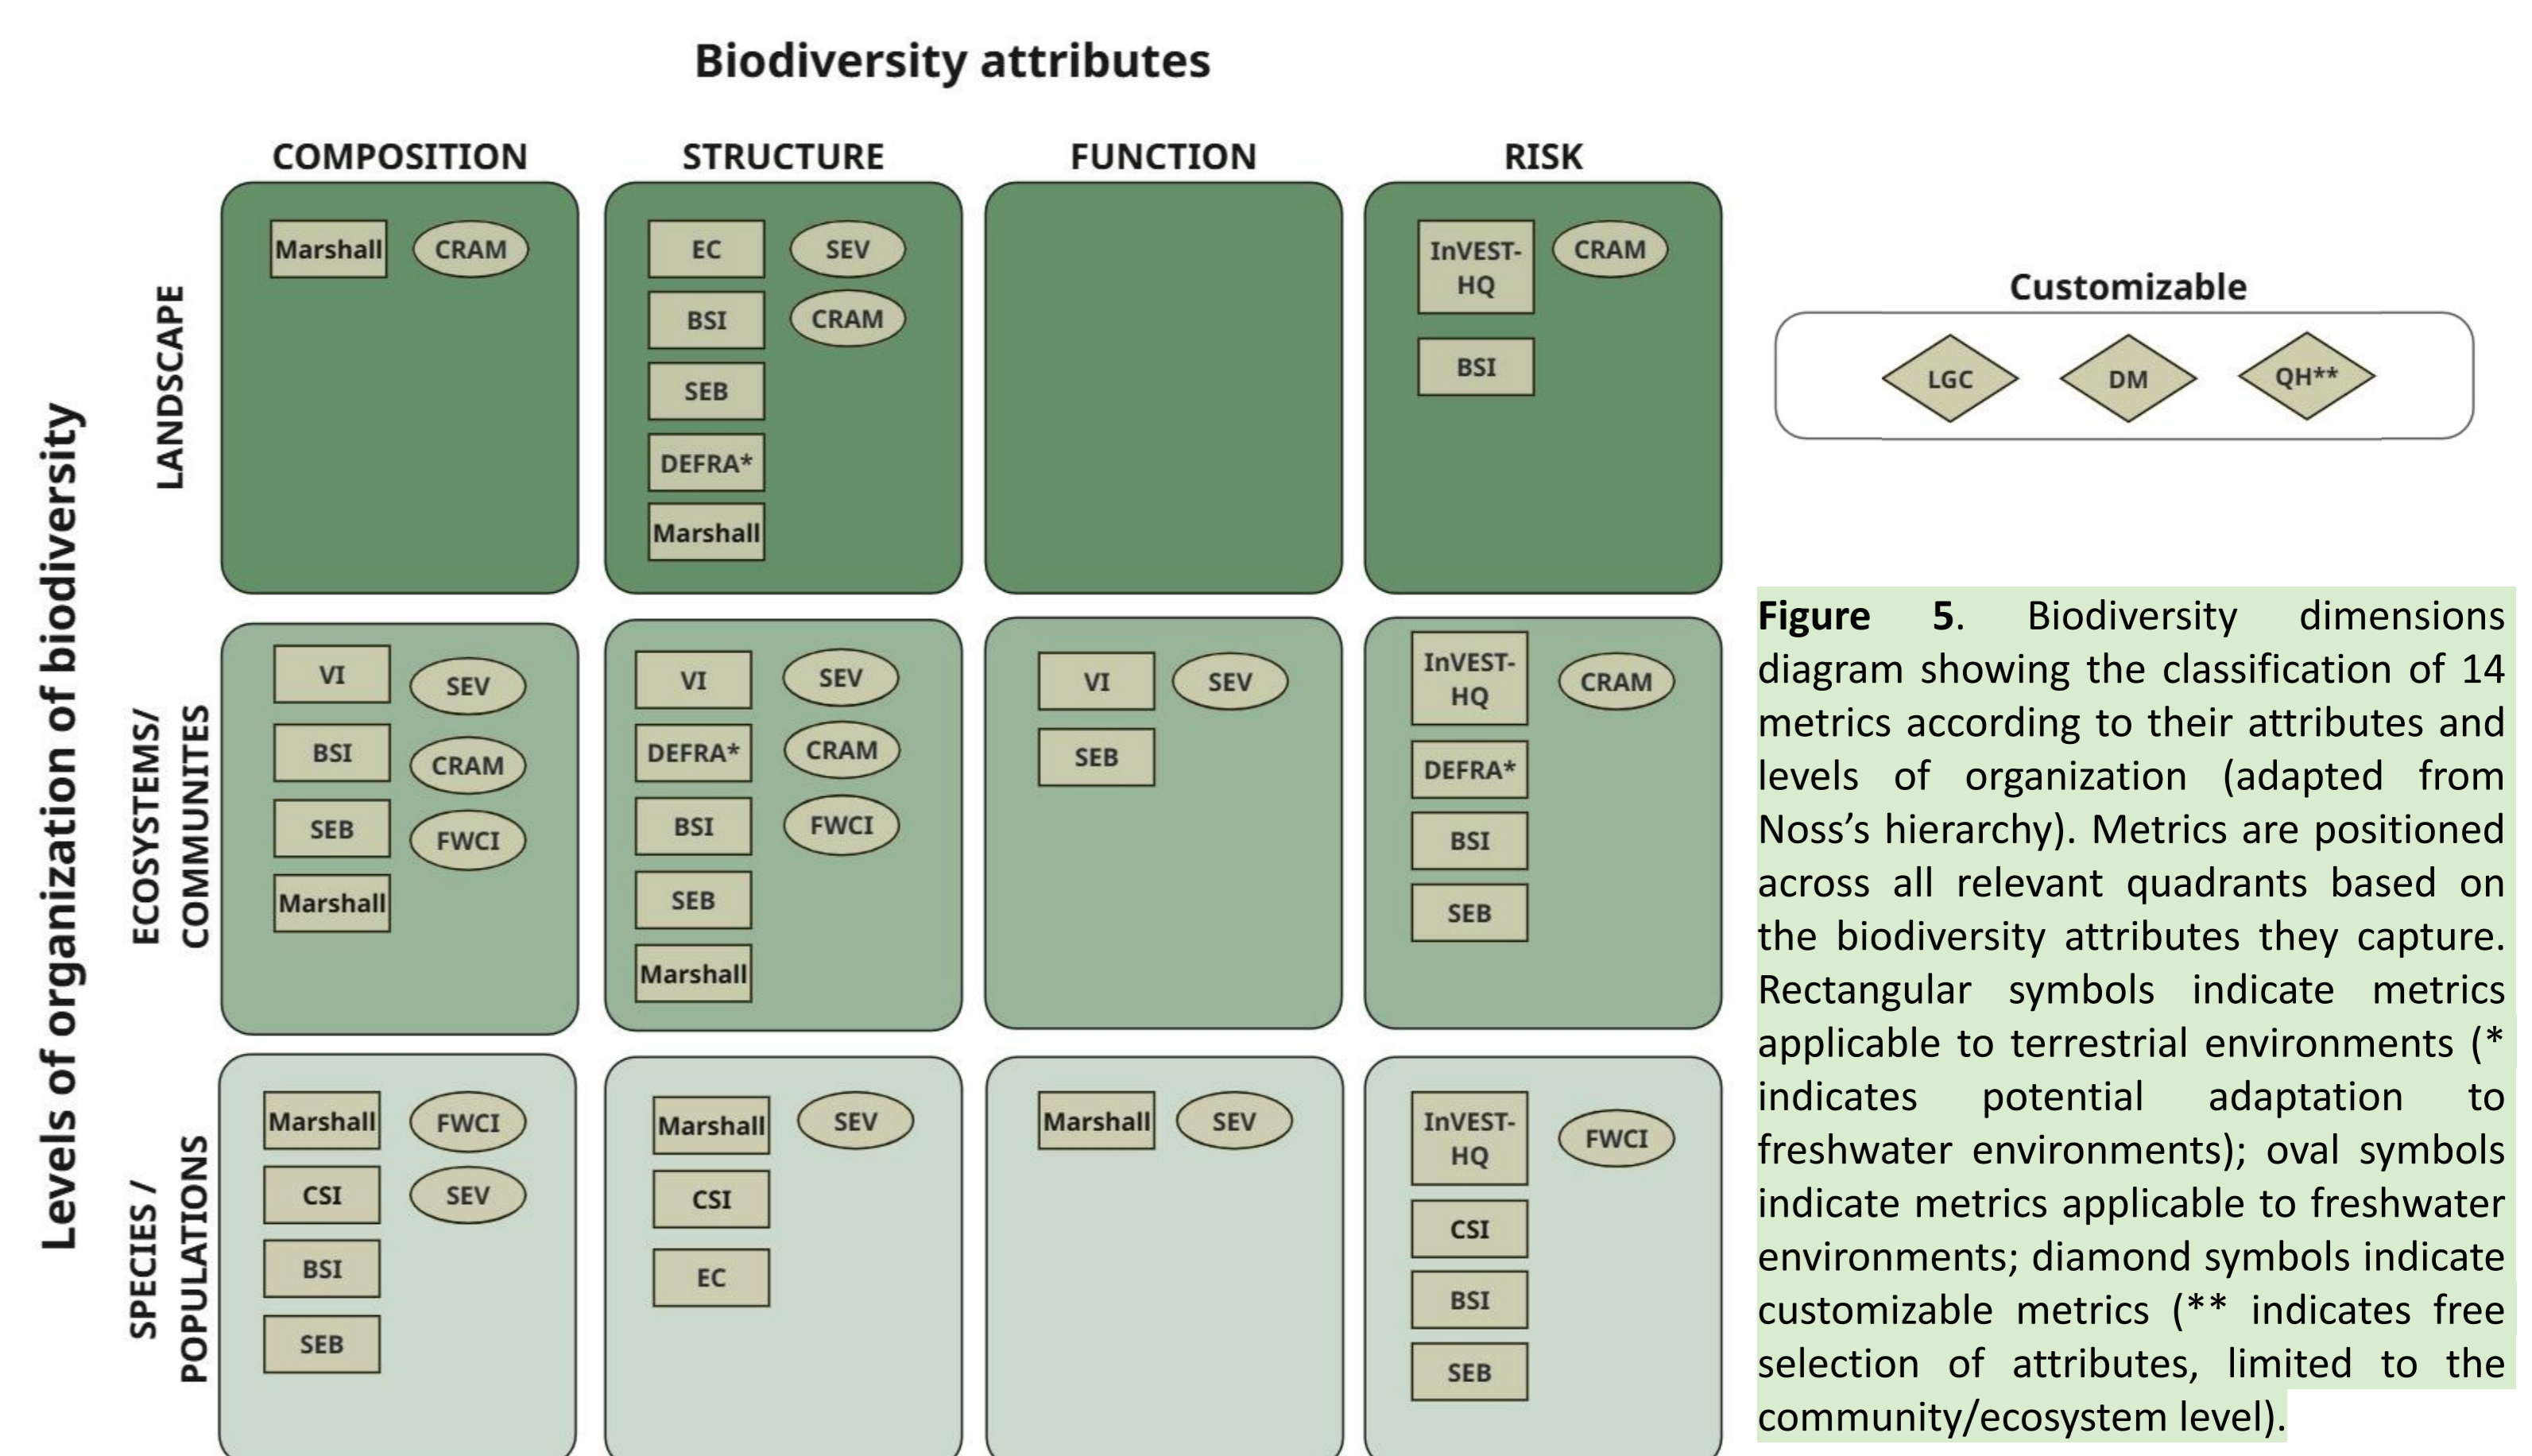 Biodiversity attributes
COMPOSITION
STRUCTURE
FUNCTION
RISK
Levels of organization of biodiversity
LANDSCAPE
Marshall
CRAM
EC
SEV
BSI
CRAM
SEB
DEFRA*
Marshall
InVEST-
HQ
CRAM
BSI
ECOSYSTEMS/
COMMUNITES
VI
SEV
BSI
CRAM
SEB
FWCI
Marshall
VI
SEV
DEFRA*
CRAM
BSI
FWCI
SEB
Marshall
VI
SEV
SEB
InVEST-
HQ
CRAM
DEFRA*
BSI
SEB
SPECIES /
POPULATIONS
Marshall
FWCI
CSI
SEV
BSI
SEB
Marshall
SEV
CSI
EC
Marshall
SEV
InVEST-
HQ
FWCI
CSI
BSI
SEB
Customizable
LGC
DM
QH**
Figure 5. Biodiversity dimensions
diagram showing the classification of 14
metrics according to their attributes and
levels of organization (adapted from
Noss’s hierarchy). Metrics are positioned
across all relevant quadrants based on
the biodiversity attributes they capture.
Rectangular symbols indicate metrics
applicable to terrestrial environments (*
indicates potential adaptation to
freshwater environments); oval symbols
indicate metrics applicable to freshwater
environments; diamond symbols indicate
customizable metrics (** indicates free
selection of attributes, limited to the
community/ecosystem level).